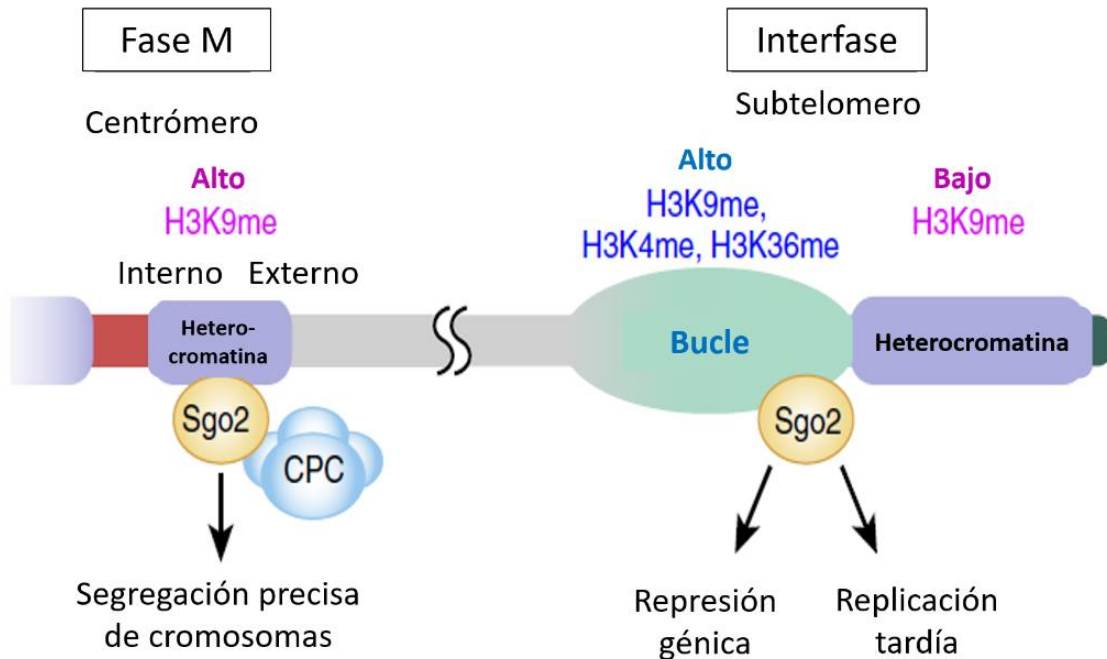 Fase M
Centrómero
Alto
H3K9me
Interno Externo
Hetero-
cromatina
Sgo2
CPC
Segregación precisa
de cromosomas
Interfase
Subtelomero
Alto
H3K9me,
H3K4me, H3K36me
Bajo
H3K9me
Bucle
Heterocromatina
Sgo2
Represión
génica
Replicación
tardía